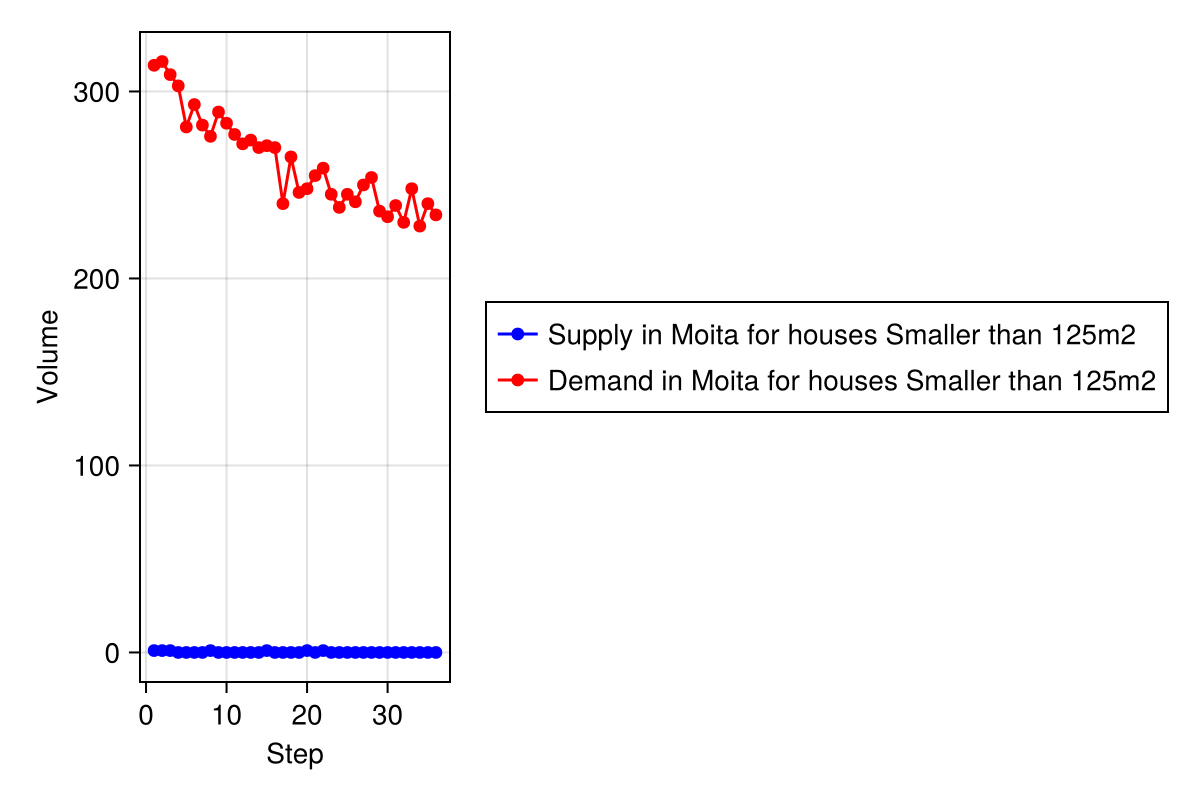 300
200
100
0
Volume
0 10 20 30
Step
Supply in Moita for houses Smaller than 125m2
Demand in Moita for houses Smaller than 125m2